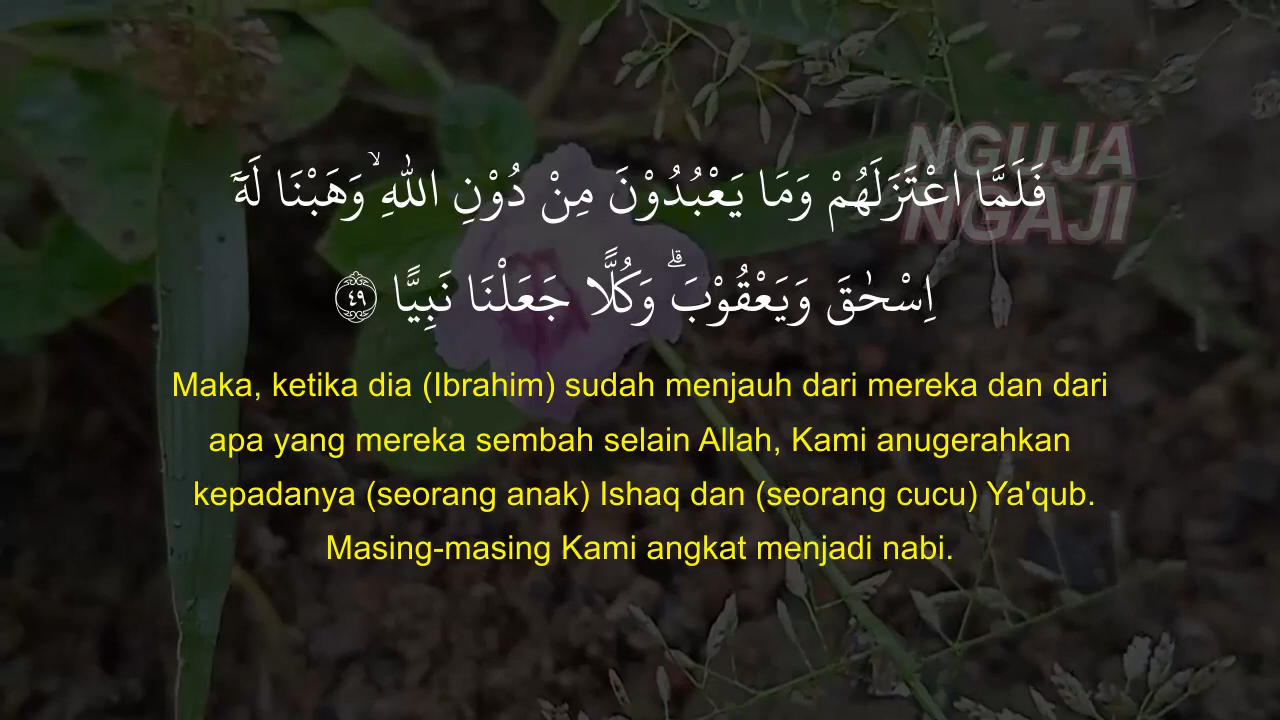 NGUJA
NGAJI
فَلَمَّا اعْتَزَلَهُمْ وَمَا يَعْبُدُوْنَ مِنْ دُوْنِ اللّٰهِ ۙوَهَبْنَا لَهٗٓ
اِسْحٰقَ وَيَعْقُوْبَۗ وَكُلًّا جَعَلْنَا نَبِيًّا ۝٤٩
Maka, ketika dia (Ibrahim) sudah menjauh dari mereka dan dari
apa yang mereka sembah selain Allah, Kami anugerahkan
kepadanya (seorang anak) Ishaq dan (seorang cucu) Ya'qub.
Masing-masing Kami angkat menjadi nabi.